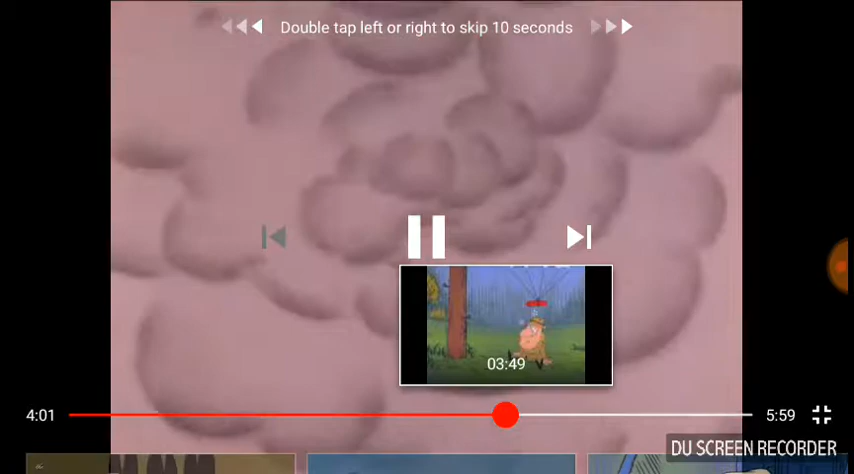 Double tap left or right to skip 10 seconds
03:49
4:01
5:59
DU SCREEN RECORDER